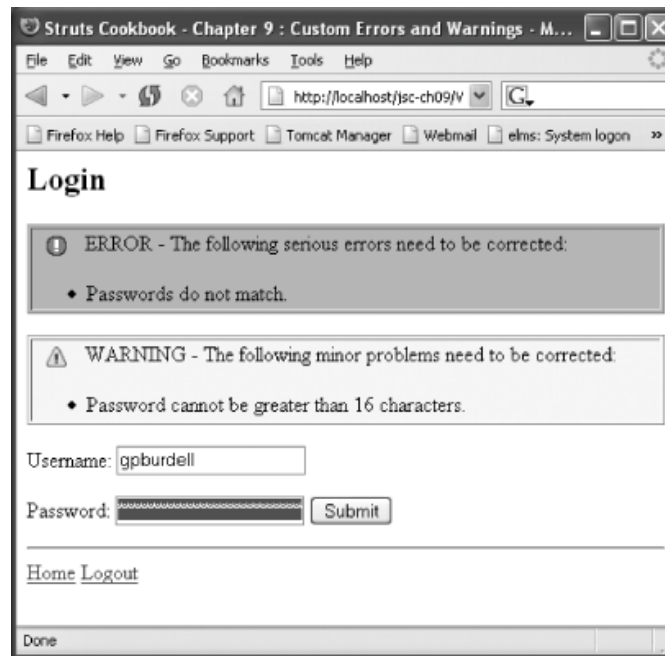 Struts Cookbook - Chapter 9 : Custom Errors and Warnings - M...
File Edit View Go Bookmarks Tools Help
http://localhost/jsc-ch09/V G
Firefox Help Firefox Support Tomcat Manager Webmail elms: System logon »
Login
ERROR - The following serious errors need to be corrected:
• Passwords do not match.
WARNING - The following minor problems need to be corrected:
• Password cannot be greater than 16 characters.
Username: gpburdell
Password: Submit
Home Logout
Done